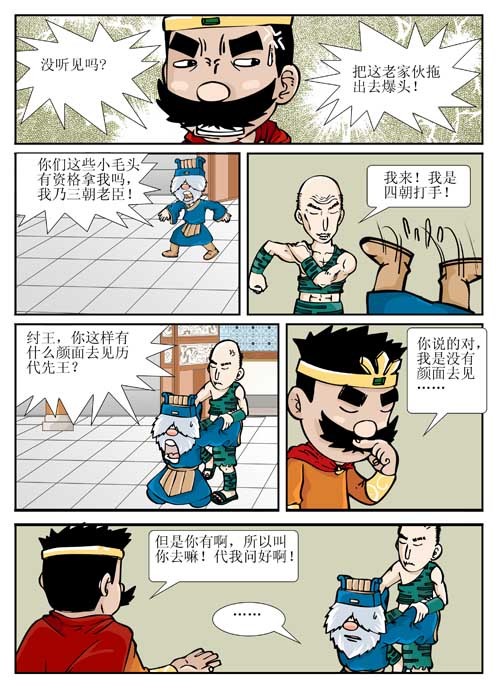 没听见吗?
把这老家伙拖
出去爆头!
你们这些小毛头
有资格拿我吗,
我乃三朝老臣!
我来! 我是
四朝打手!
纣王, 你这样有
什么颜面去见历
代先王?
你说的对,
我是没有
颜面去见
……
但是你有啊, 所以叫
你去嘛! 代我问好啊!
……